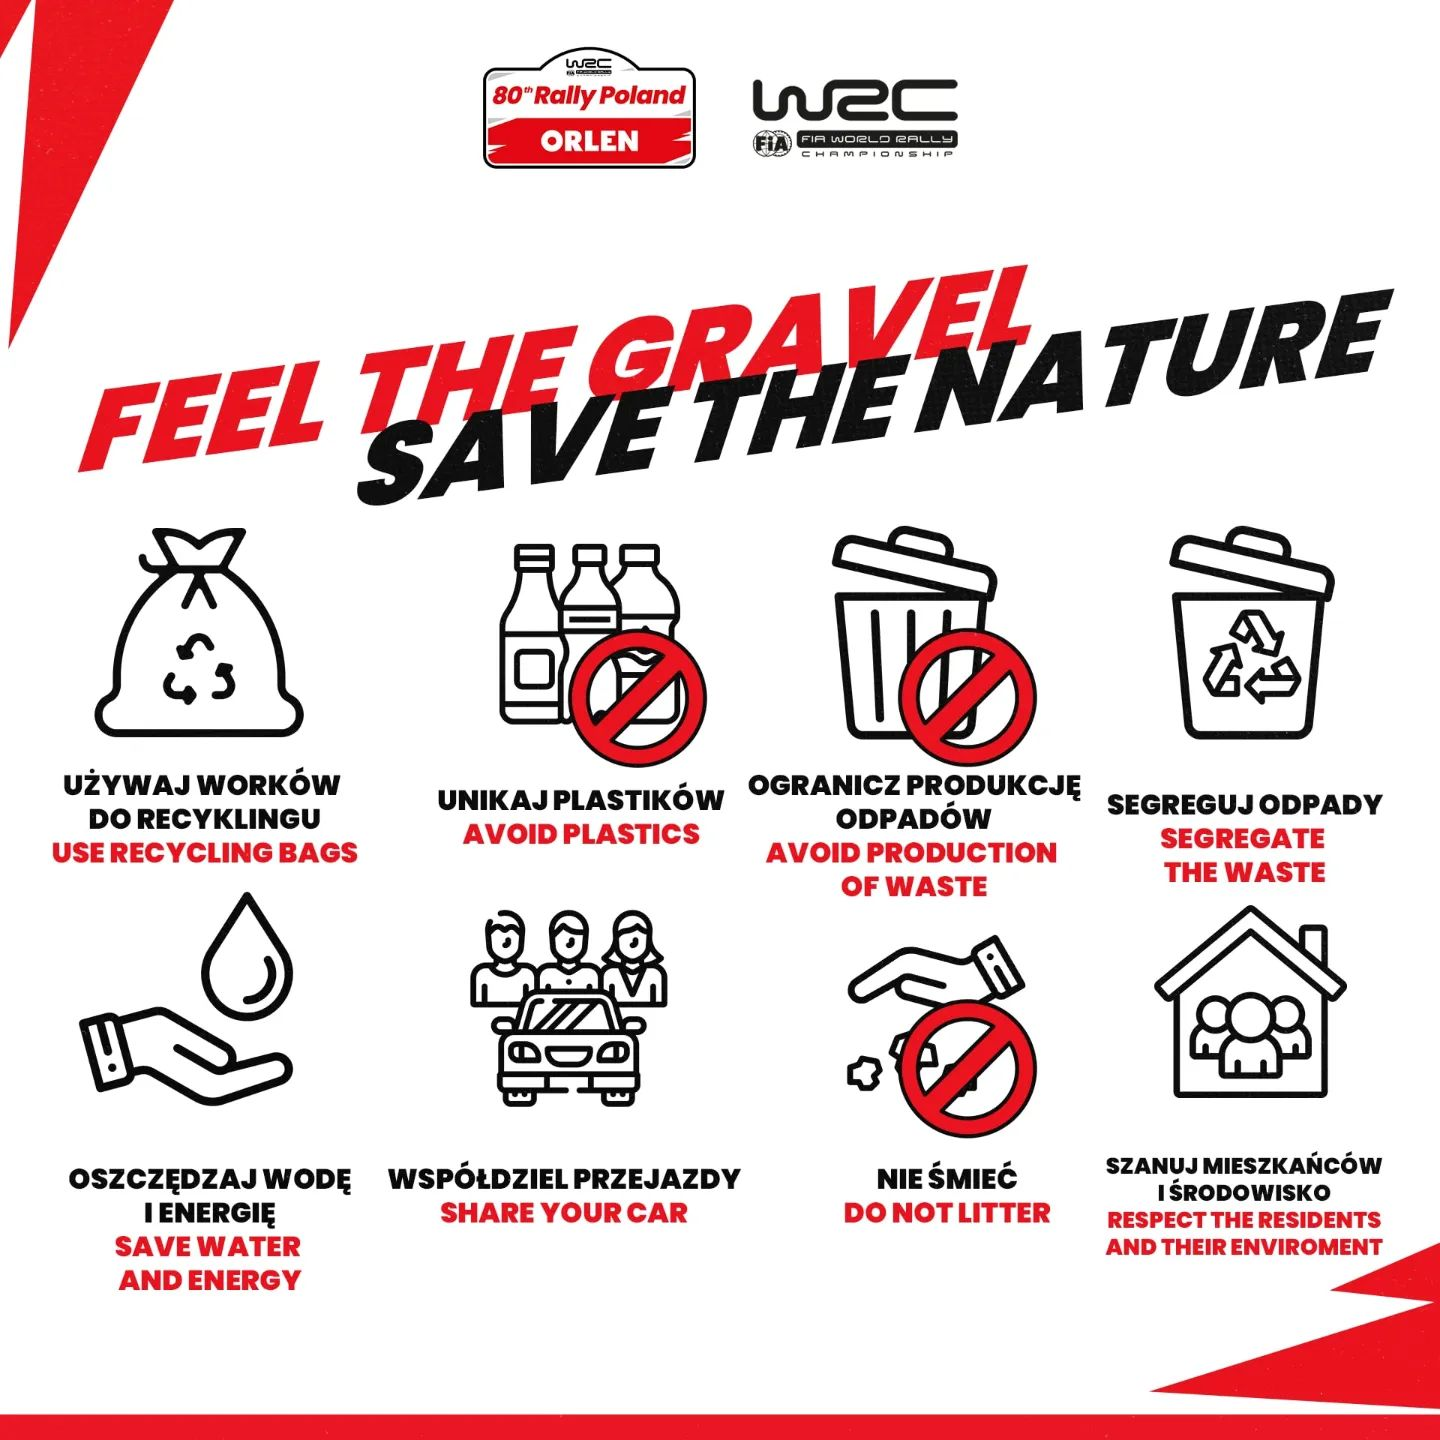 WRC
80th Rally Poland
ORLEN
WRC
FIA FIA WORLD RALLY
CHAMPIONSHIP
FEEL THE GRAVEL
SAVE THE NATURE
UŻYWAJ WORKÓW
DO RECYKLINGU
USE RECYCLING BAGS
UNIKAJ PLASTIKÓW
AVOID PLASTICS
OGRANICZ PRODUKCJĘ
ODPADÓW
AVOID PRODUCTION
OF WASTE
SEGREGUJ ODPADY
SEGREGATE
THE WASTE
OSZCZĘDZAJ WODĘ
I ENERGIĘ
SAVE WATER
AND ENERGY
WSPÓŁDZIEL PRZEJAZDY
SHARE YOUR CAR
NIE ŚMIEĆ
DO NOT LITTER
SZANUJ MIESZKAŃCÓW
I ŚRODOWISKO
RESPECT THE RESIDENTS
AND THEIR ENVIROMENT